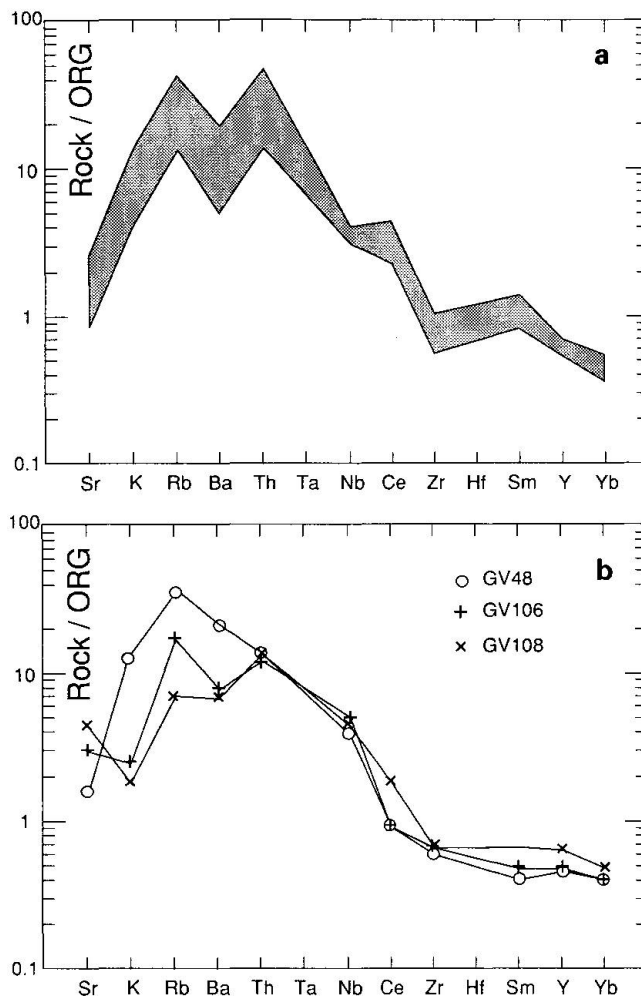 100
a
Rock / ORG
10
1
0.1
Sr K Rb Ba Th Ta Nb Ce Zr Hf Sm Y Yb
100
b
GV48
GV106
GV108
Rock / ORG
10
1
0.1
Sr K Rb Ba Th Ta Nb Ce Zr Hf Sm Y Yb